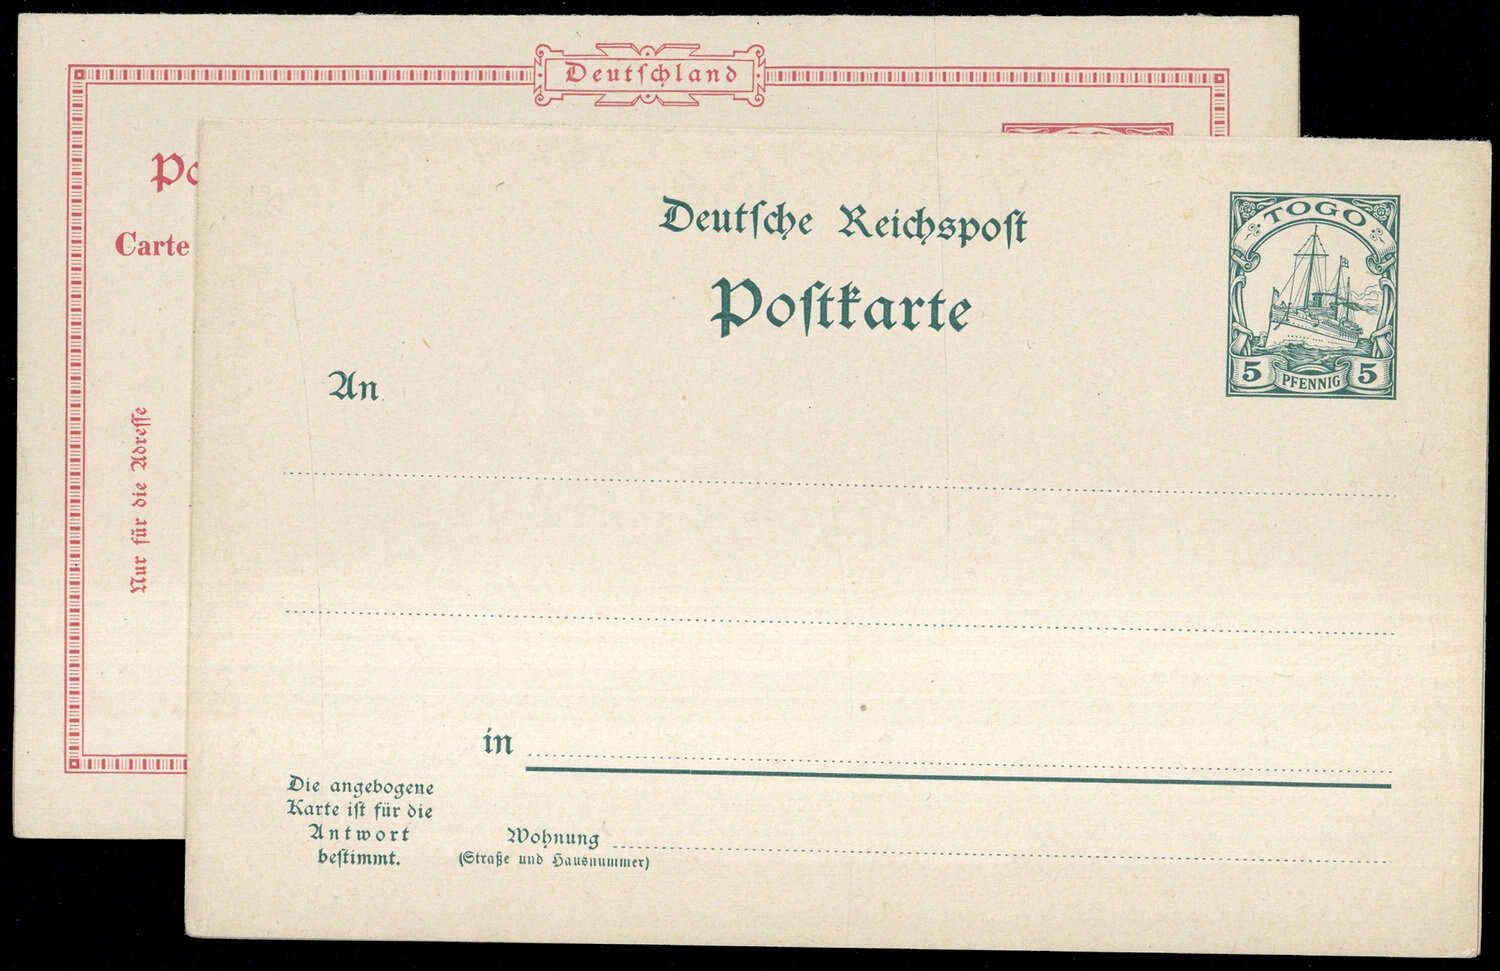 Deutschland
Po
Carte
Nur für die Adresse
Deutsche Reichspost
Postkarte
TOGO
5 PFENNIG 5
An
in
Die angebogene
Karte ist für die
Antwort
bestimmt.
Wohnung
(Straße und Hausnummer)